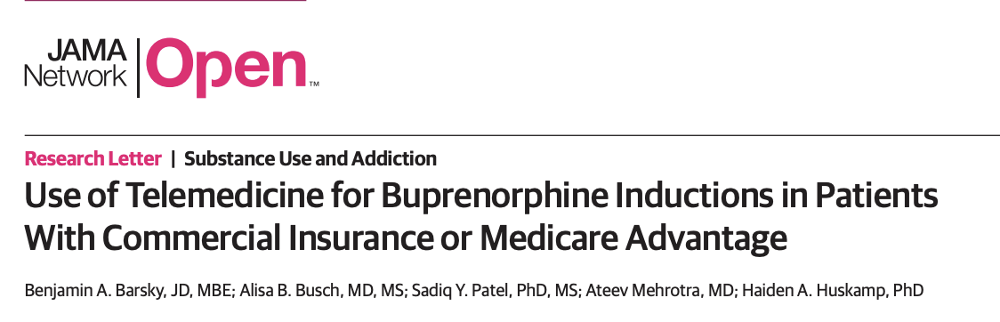 JAMA
Network | Open™
Research Letter | Substance Use and Addiction
Use of Telemedicine for Buprenorphine Inductions in Patients
With Commercial Insurance or Medicare Advantage
Benjamin A. Barsky, JD, MBE; Alisa B. Busch, MD, MS; Sadiq Y. Patel, PhD, MS; Ateev Mehrotra, MD; Haiden A. Huskamp, PhD